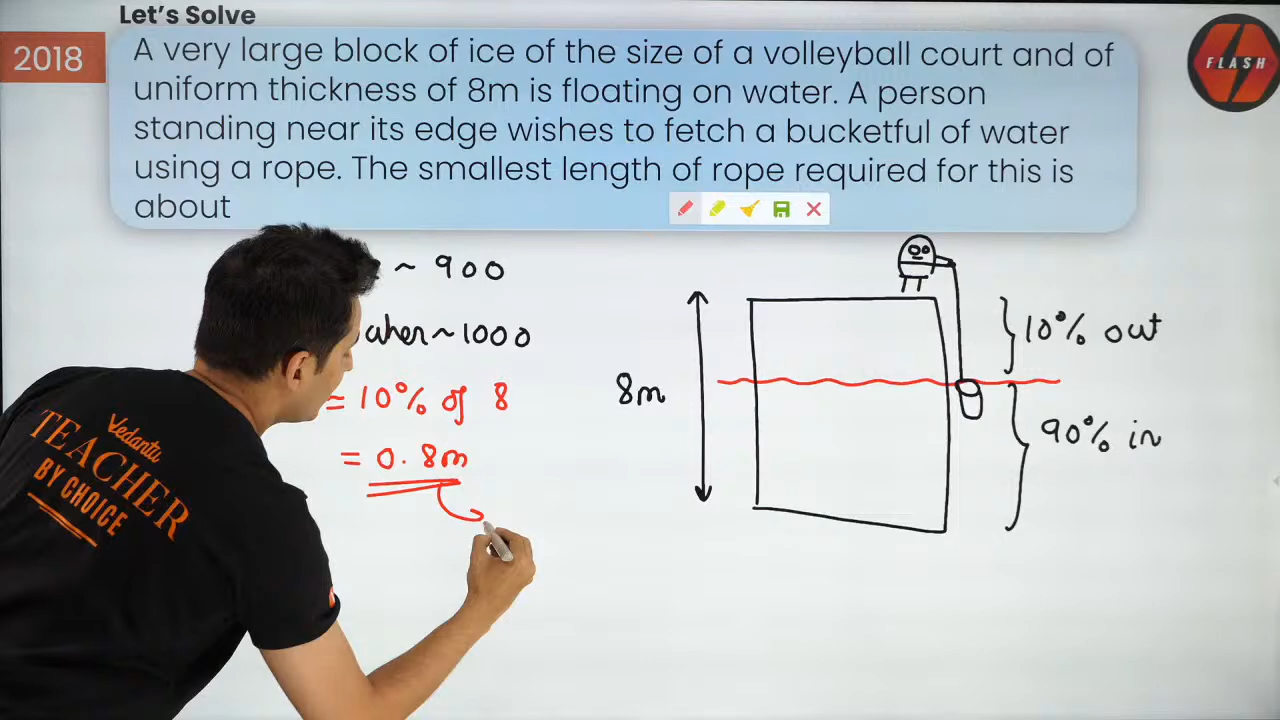 Let's Solve
2018
A very large block of ice of the size of a volleyball court and of
uniform thickness of 8m is floating on water. A person
standing near its edge wishes to fetch a bucketful of water
using a rope. The smallest length of rope required for this is
about
FLASH
~ 900
~ 1000
= 10% of 8
= 0.8m
8m
10% out
90% in
Vedantu
TEACHER
BY CHOICE